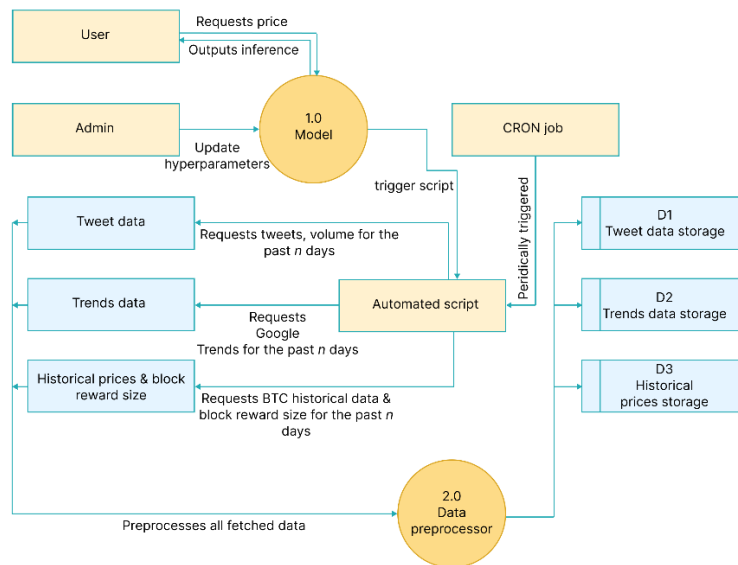 User
Requests price
Outputs inference
Admin
Update
hyperparameters
1.0
Model
CRON job
trigger script
Peridically triggered
Tweet data
Requests tweets, volume for the
past n days
D1
Tweet data storage
Trends data
Requests
Google
Trends for the past n days
Automated script
D2
Trends data storage
Historical prices & block
reward size
Requests BTC historical data &
block reward size for the past n
days
D3
Historical
prices storage
Preprocesses all fetched data
2.0
Data
preprocessor